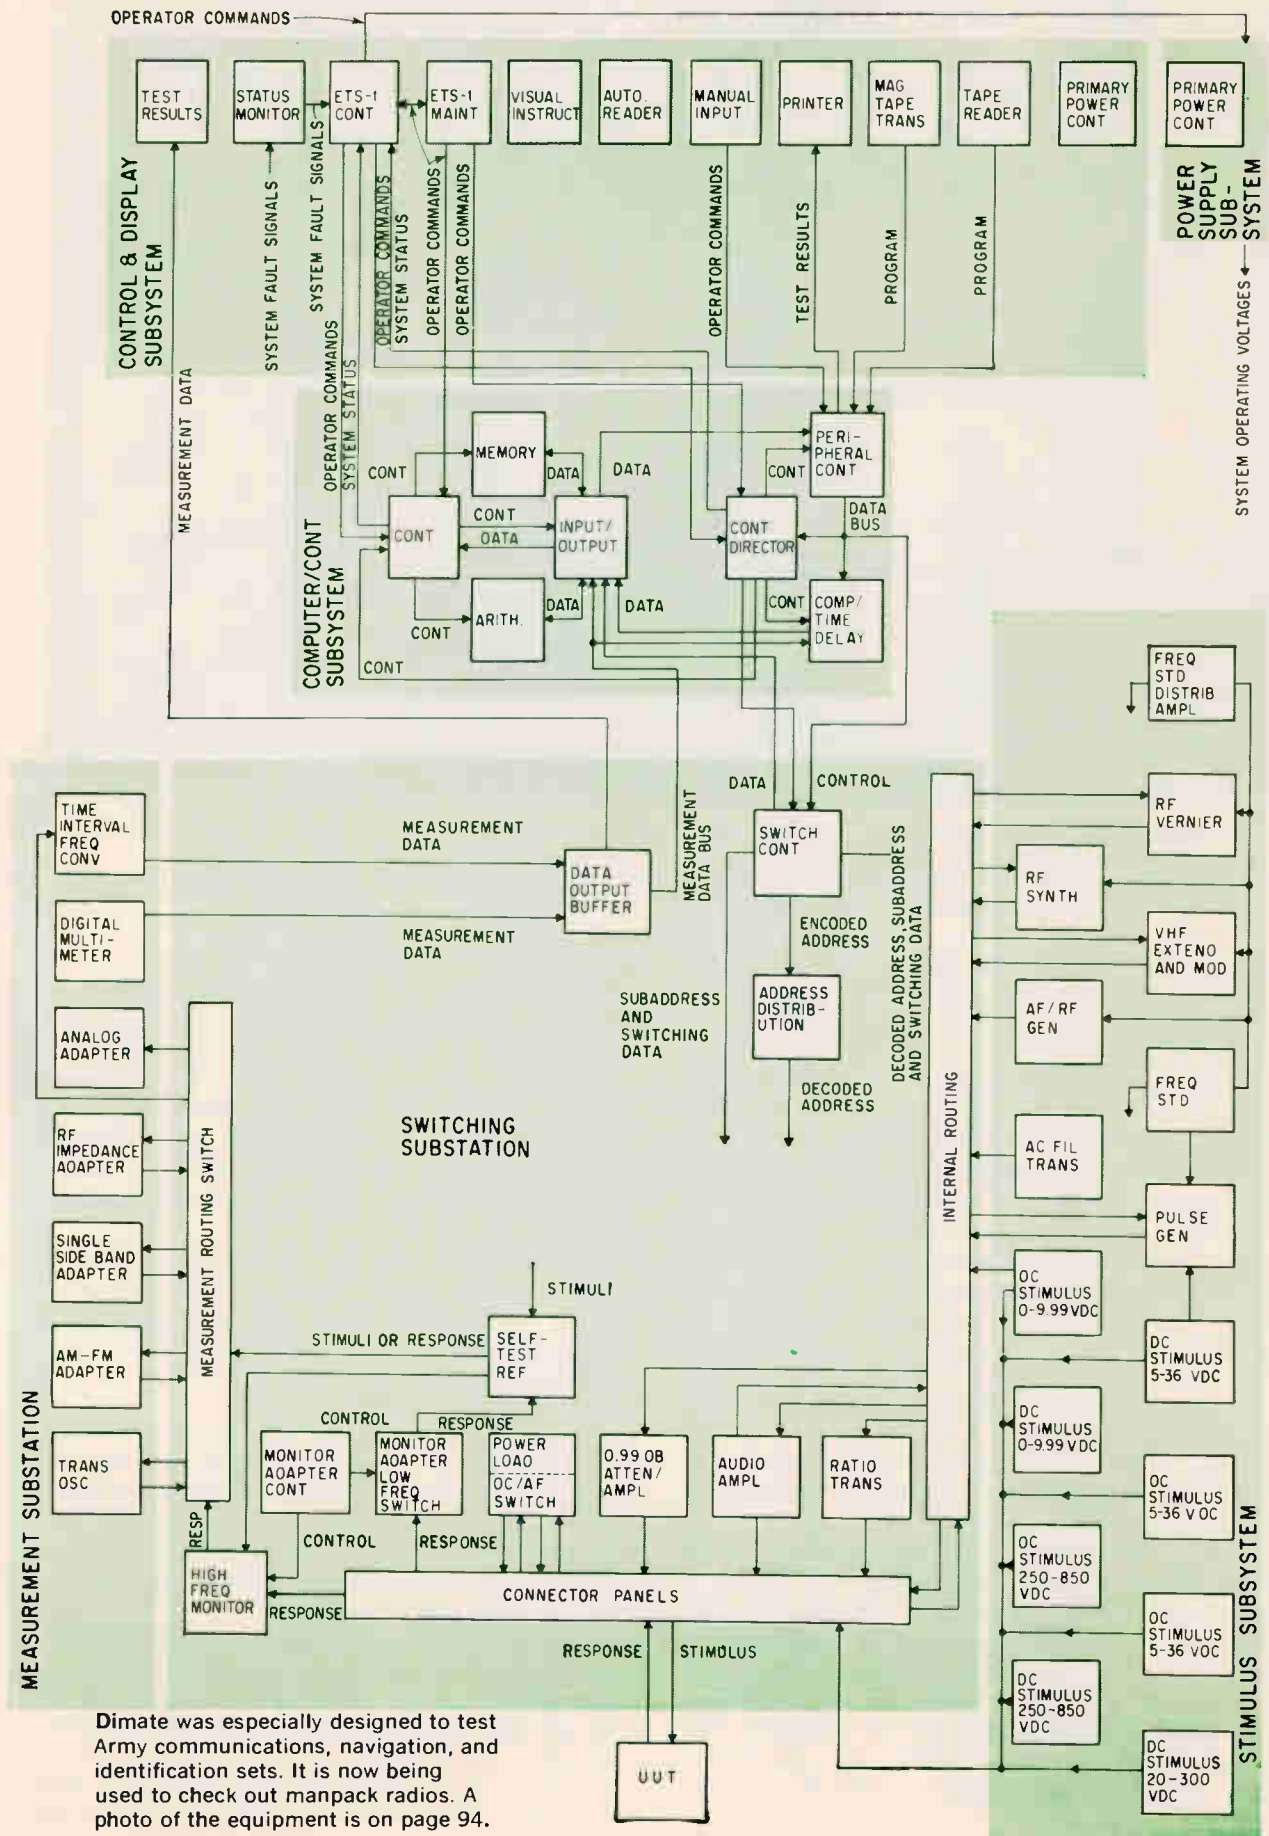 OPERATOR COMMANDS
TEST
RESULTS
STATUS
MONITOR
ETS-1
CONT
ETS-1
MAINT
VISUAL
INSTRUCT
AUTO.
READER
MANUAL
INPUT
PRINTER
MAG
TAPE
TRANS
TAPE
READER
PRIMARY
POWER
CONT
PRIMARY
POWER
CONT
CONTROL & DISPLAY
SUBSYSTEM
SYSTEM FAULT SIGNALS
SYSTEM FAULT SIGNALS
OPERATOR COMMANDS
SYSTEM STATUS
OPERATOR COMMANDS
OPERATOR COMMANDS
OPERATOR COMMANDS
TEST RESULTS
PROGRAM
PROGRAM
POWER
SUPPLY
SUB-
SYSTEM
SYSTEM OPERATING VOLTAGES
MEASUREMENT DATA
OPERATOR COMMANDS
SYSTEM STATUS
COMPUTER/CONT
SUBSYSTEM
CONT
MEMORY
DATA
DATA
CONT
CONT
OATA
INPUT/
OUTPUT
CONT
ARITH.
DATA
DATA
CONT
PERI-
PHERAL
CONT
CONT
DATA
BUS
CONT
DIRECTOR
CONT
COMP/
TIME
DELAY
FREQ
STD
DISTRIB
AMPL
DATA
CONTROL
TIME
INTERVAL
FREQ
CONV
MEASUREMENT
DATA
DIGITAL
MULTI-
METER
MEASUREMENT
DATA
DATA
OUTPUT
BUFFER
MEASUREMENT
DATA BUS
SWITCH
CONT
ENCODED
ADDRESS
DECODED ADDRESS, SUBADDRESS
AND SWITCHING DATA
SUBADDRESS
AND
SWITCHING
DATA
ADDRESS
DISTRIB-
UTION
DECODED
ADDRESS
INTERNAL ROUTING
RF
VERNIER
RF
SYNTH
VHF
EXTENO
AND MOD
AF/RF
GEN
FREQ
STD
AC FIL
TRANS
PULSE
GEN
OC
STIMULUS
0-9.99 VDC
DC
STIMULUS
5-36 VDC
DC
STIMULUS
0-9.99 VDC
OC
STIMULUS
5-36 V OC
OC
STIMULUS
250-850
VDC
OC
STIMULUS
5-36 VOC
DC
STIMULUS
250-850
VDC
DC
STIMULUS
20-300
VDC
STIMULUS SUBSYSTEM
ANALOG
ADAPTER
RF
IMPEDANCE
AOAPTER
SINGLE
SIDE BAND
ADAPTER
AM-FM
ADAPTER
TRANS
OSC
MEASUREMENT SUBSTATION
MEASUREMENT ROUTING SWITCH
SWITCHING
SUBSTATION
STIMULI
STIMULI OR RESPONSE
SELF-
TEST
REF
CONTROL
RESPONSE
MONITOR
AOAPTER
CONT
MONITOR
AOAPTER
LOW
FREQ
SWITCH
POWER
LOAO
OC/AF
SWITCH
0.99 OB
ATTEN/
AMPL
AUDIO
AMPL
RATIO
TRANS
RESP
CONTROL
RESPONSE
HIGH
FREQ
MONITOR
RESPONSE
CONNECTOR PANELS
RESPONSE
STIMULUS
UUT
Dimate was especially designed to test
Army communications, navigation, and
identification sets. It is now being
used to check out manpack radios. A
photo of the equipment is on page 94.